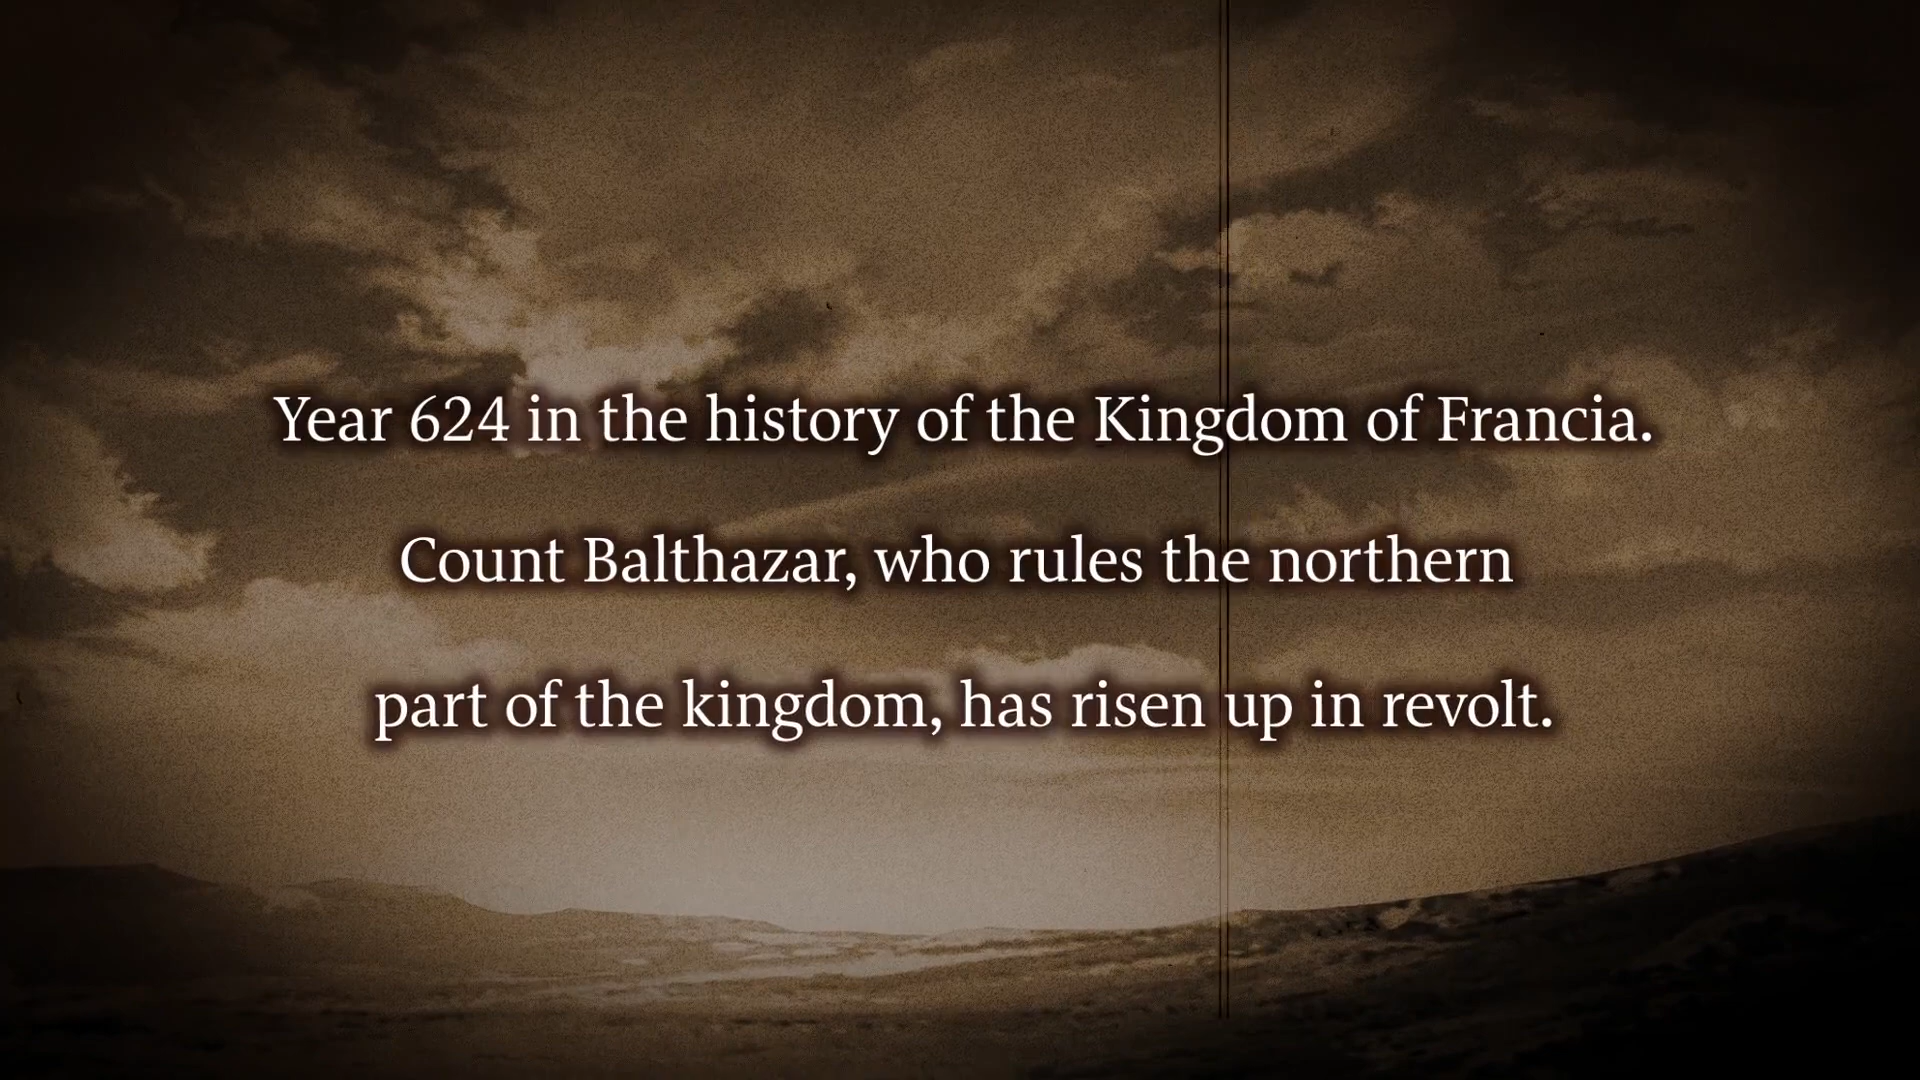 Year 624 in the history of the Kingdom of Francia.
Count Balthazar, who rules the northern
part of the kingdom, has risen up in revolt.